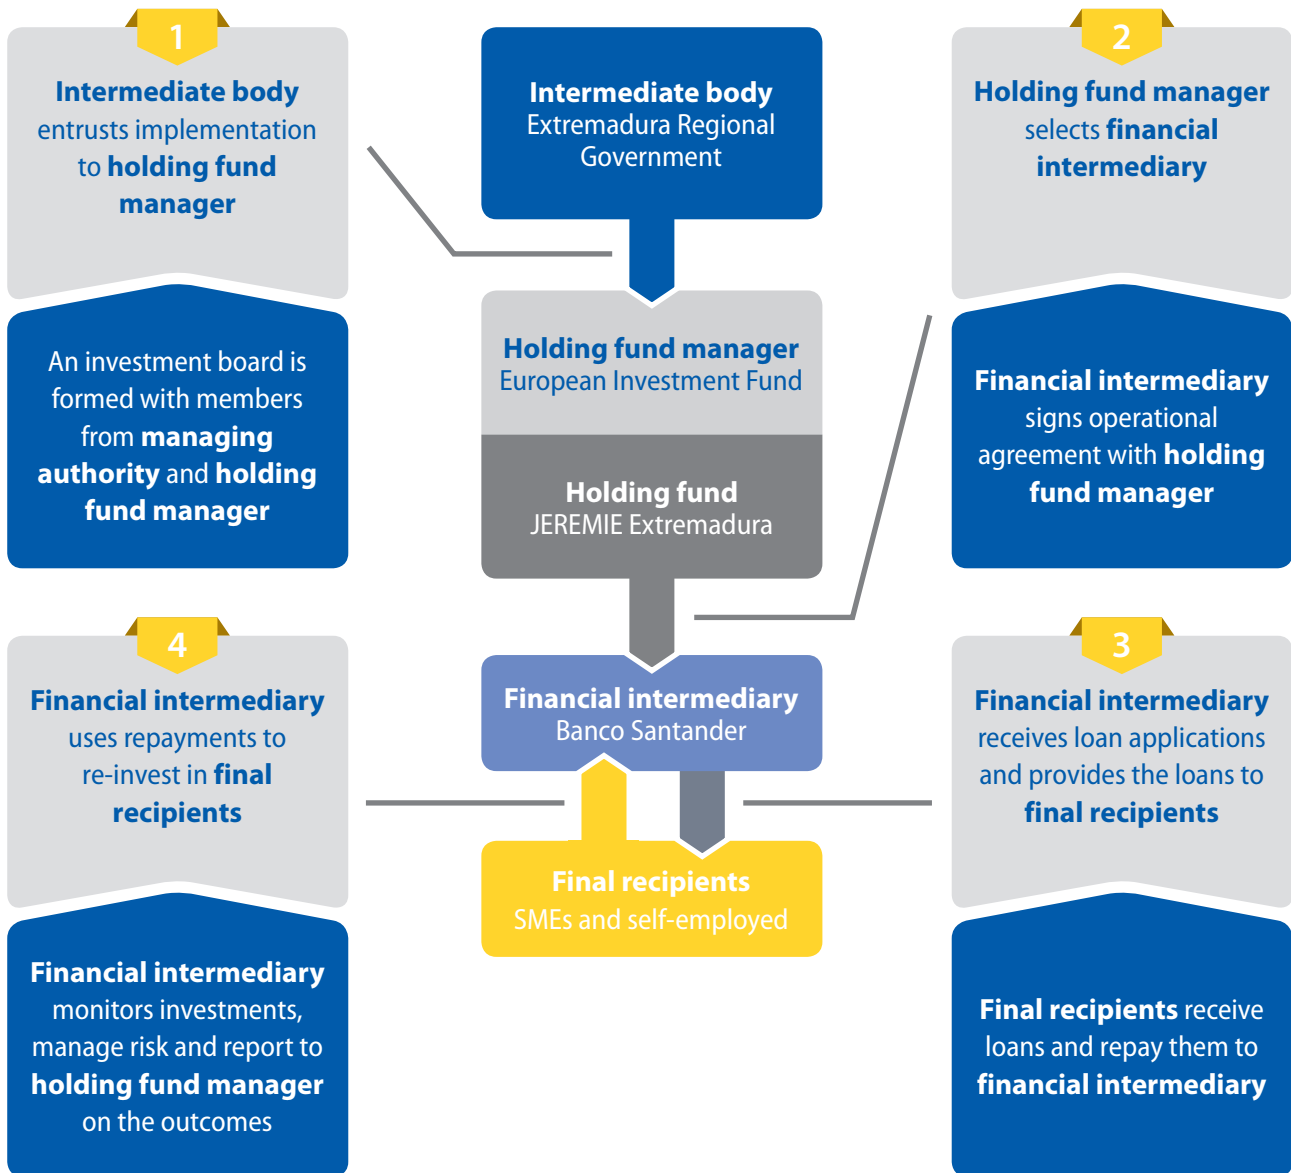 1
Intermediate body
entrusts implementation
to holding fund
manager
An investment board is
formed with members
from managing
authority and holding
fund manager
Intermediate body
Extremadura Regional
Government
Holding fund manager
European Investment Fund
Holding fund
JEREMIE Extremadura
Financial intermediary
Banco Santander
Final recipients
SMEs and self-employed
2
Holding fund manager
selects financial
intermediary
Financial intermediary
signs operational
agreement with holding
fund manager
3
Financial intermediary
receives loan applications
and provides the loans to
final recipients
Final recipients receive
loans and repay them to
financial intermediary
4
Financial intermediary
uses repayments to
re-invest in final
recipients
Financial intermediary
monitors investments,
manage risk and report to
holding fund manager
on the outcomes